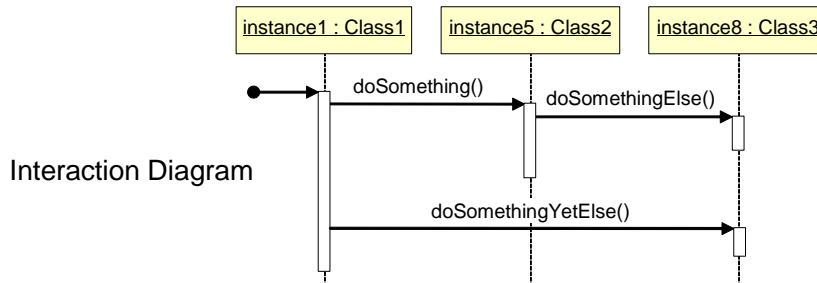 instance1 : Class1 instance5 : Class2 instance8 : Class3
doSomething()
doSomethingElse()
Interaction Diagram
doSomethingYetElse()